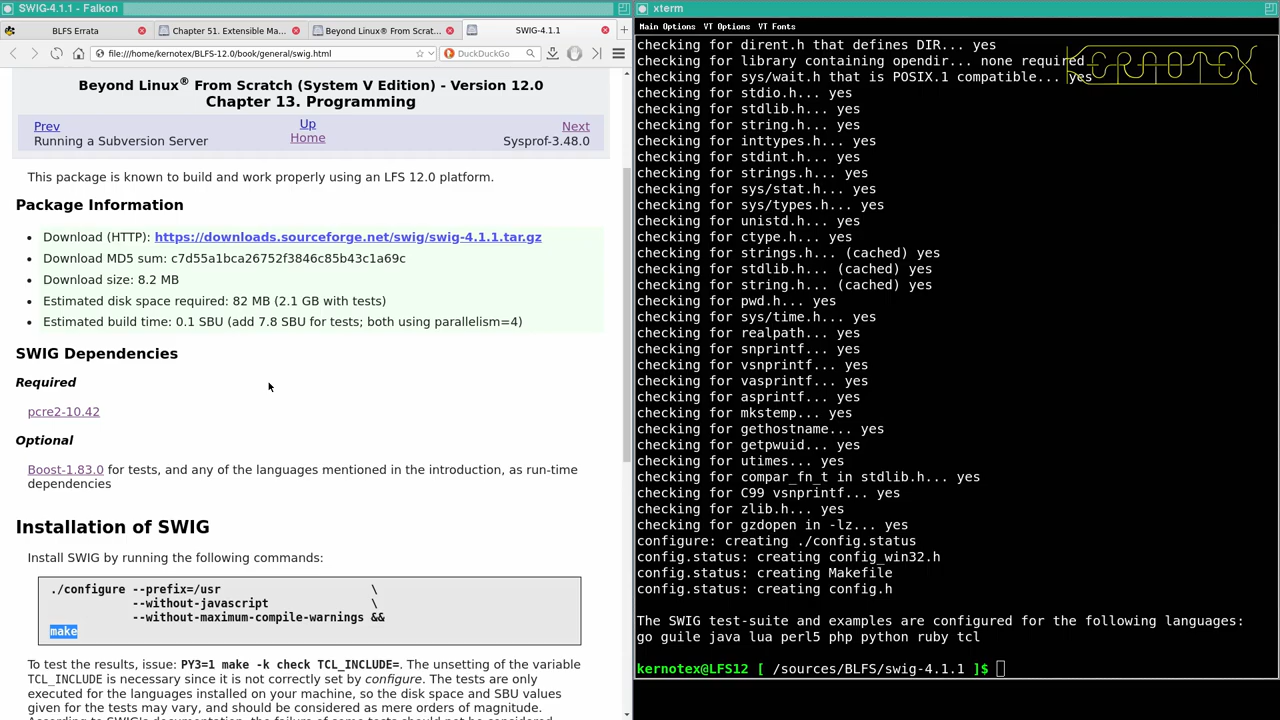 SWIG-4.1.1 - Falkon
BLFS Errata
Chapter 51. Extensible Ma...
Beyond Linux® From Scrat...
SWIG-4.1.1
file:///home/kernotex/BLFS-12.0/book/general/swig.html
DuckDuckGo
Beyond Linux® From Scratch (System V Edition) - Version 12.0
Chapter 13. Programming
Prev Up Next
Running a Subversion Server Home Sysprof-3.48.0
This package is known to build and work properly using an LFS 12.0 platform.
Package Information
• Download (HTTP): https://downloads.sourceforge.net/swig/swig-4.1.1.tar.gz
• Download MD5 sum: c7d55a1bca26752f3846c85b43c1a69c
• Download size: 8.2 MB
• Estimated disk space required: 82 MB (2.1 GB with tests)
• Estimated build time: 0.1 SBU (add 7.8 SBU for tests; both using parallelism=4)
SWIG Dependencies
Required
pcre2-10.42
Optional
Boost-1.83.0 for tests, and any of the languages mentioned in the introduction, as run-time
dependencies
Installation of SWIG
Install SWIG by running the following commands:
./configure --prefix=/usr \
--without-javascript \
--without-maximum-compile-warnings &&
make
To test the results, issue: PY3=1 make -k check TCL_INCLUDE=. The unsetting of the variable
TCL_INCLUDE is necessary since it is not correctly set by configure. The tests are only
executed for the languages installed on your machine, so the disk space and SBU values
given for the tests may vary, and should be considered as mere orders of magnitude.
According to SWIG's documentation, the failure of some tests should not be considered
xterm
Main Options VT Options VT Fonts
KERNOTEX
checking for dirent.h that defines DIR... yes
checking for library containing opendir... none required
checking for sys/wait.h that is POSIX.1 compatible... yes
checking for stdio.h... yes
checking for stdlib.h... yes
checking for string.h... yes
checking for inttypes.h... yes
checking for stdint.h... yes
checking for strings.h... yes
checking for sys/stat.h... yes
checking for sys/types.h... yes
checking for unistd.h... yes
checking for ctype.h... yes
checking for strings.h... (cached) yes
checking for stdlib.h... (cached) yes
checking for string.h... (cached) yes
checking for pwd.h... yes
checking for sys/time.h... yes
checking for realpath... yes
checking for snprintf... yes
checking for vsnprintf... yes
checking for vasprintf... yes
checking for asprintf... yes
checking for mkstemp... yes
checking for gethostname... yes
checking for getpwuid... yes
checking for utimes... yes
checking for compar_fn_t in stdlib.h... yes
checking for C99 vsnprintf... yes
checking for zlib.h... yes
checking for gzdopen in -lz... yes
configure: creating ./config.status
config.status: creating config_win32.h
config.status: creating Makefile
config.status: creating config.h
The SWIG test-suite and examples are configured for the following languages:
go guile java lua perl5 php python ruby tcl
kernotex@LFS12 [ /sources/BLFS/swig-4.1.1 ]$